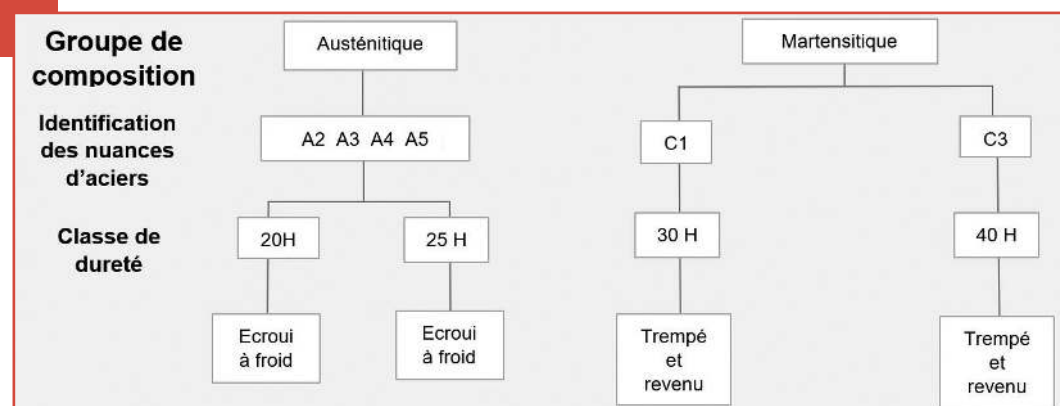 Groupe de
composition
Austénitique
Martensitique
Identification
des nuances
d'aciers
A2 A3 A4 A5
C1
C3
Classe de
dureté
20H
25 H
30 H
40 H
Ecroui
à froid
Ecroui
à froid
Trempé
et
revenu
Trempé
et
revenu